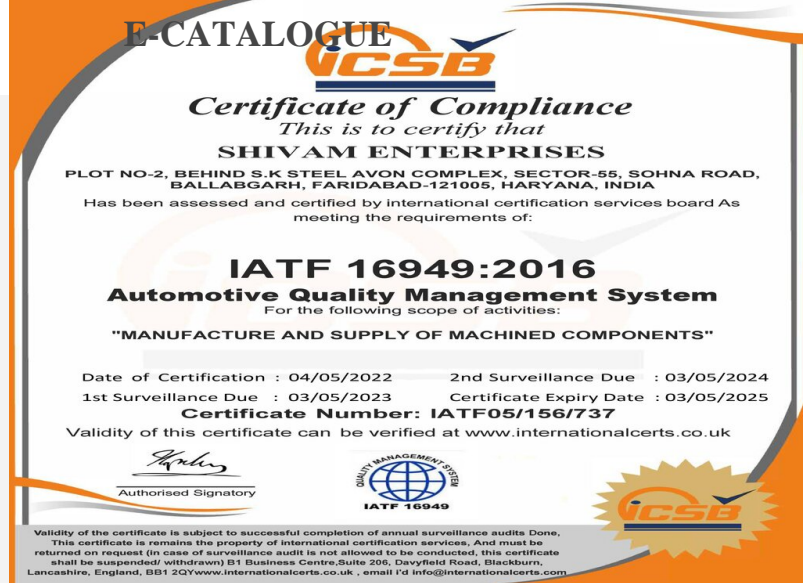 E-CATALOGUE
iCSB
Certificate of Compliance
This is to certify that
SHIVAM ENTERPRISES
PLOT NO-2, BEHIND S.K STEEL AVON COMPLEX, SECTOR-55, SOHNA ROAD,
BALLABGARH, FARIDABAD-121005, HARYANA, INDIA
Has been assessed and certified by international certification services board As
meeting the requirements of:
IATF 16949:2016
Automotive Quality Management System
For the following scope of activities:
"MANUFACTURE AND SUPPLY OF MACHINED COMPONENTS"
Date of Certification : 04/05/2022 2nd Surveillance Due : 03/05/2024
1st Surveillance Due : 03/05/2023 Certificate Expiry Date : 03/05/2025
Certificate Number: IATF05/156/737
Validity of this certificate can be verified at www.internationalcerts.co.uk
Authorised Signatory
QUALITY MANAGEMENT SYSTEM
IATF 16949
iCSB
Validity of the certificate is subject to successful completion of annual surveillance audits Done,
This certificate is remains the property of international certification services, And must be
returned on request (in case of surveillance audit is not allowed to be conducted, this certificate
shall be suspended/ withdrawn) B1 Business Centre,Suite 206, Davyfield Road, Blackburn,
Lancashire, England, BB1 2QYwww.internationalcerts.co.uk , email i'd info@internationalcerts.com